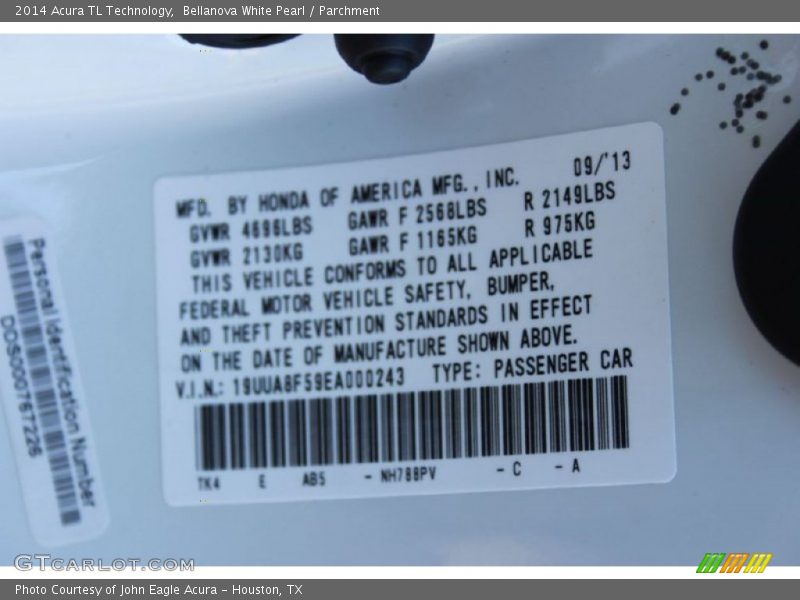 2014 Acura TL Technology, Bellanova White Pearl / Parchment
MFD. BY HONDA OF AMERICA MFG., INC. 09/'13
GVWR 4696LBS GAWR F 2568LBS R 2149LBS
GVWR 2130KG GAWR F 1165KG R 975KG
THIS VEHICLE CONFORMS TO ALL APPLICABLE
FEDERAL MOTOR VEHICLE SAFETY, BUMPER,
AND THEFT PREVENTION STANDARDS IN EFFECT
ON THE DATE OF MANUFACTURE SHOWN ABOVE.
V.I.N.: 19UUA8F59EA000243 TYPE: PASSENGER CAR
TK4 E AB5 - NH788PV - C - A
Personal Identification Number
DOS000767226
GTCARLOT.COM
Photo Courtesy of John Eagle Acura - Houston, TX